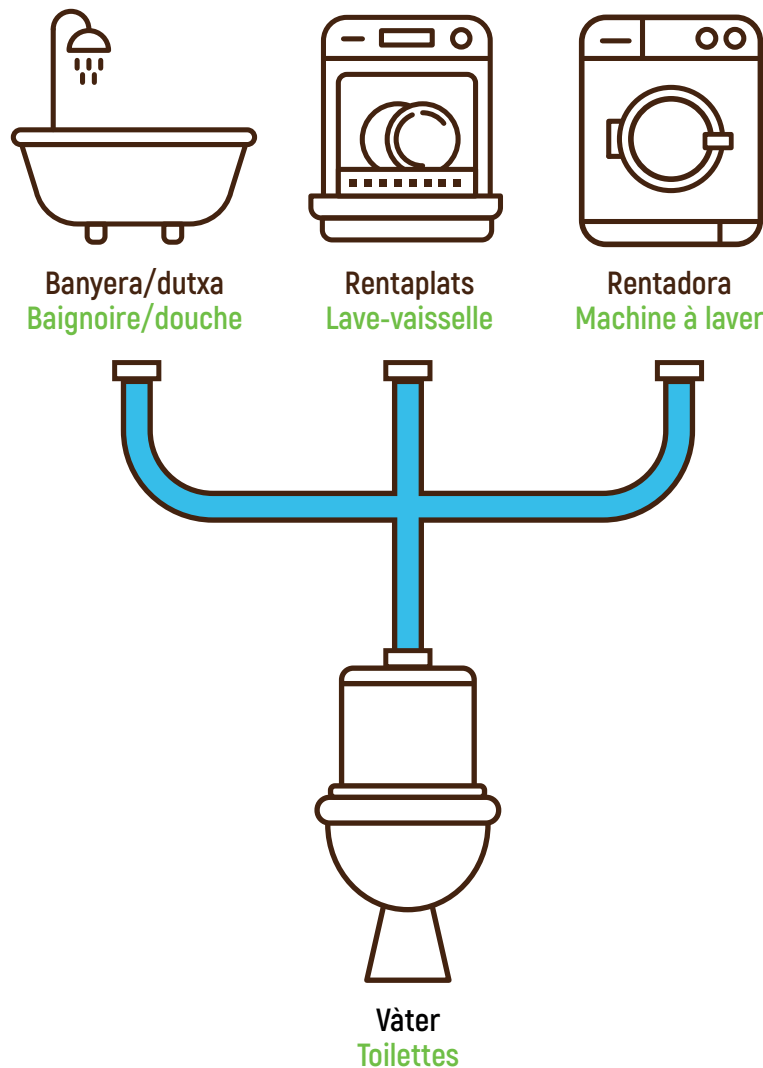 Banyera/dutxa
Baignoire/douche
Rentaplats
Lave-vaisselle
Rentadora
Machine à laver
Vàter
Toilettes